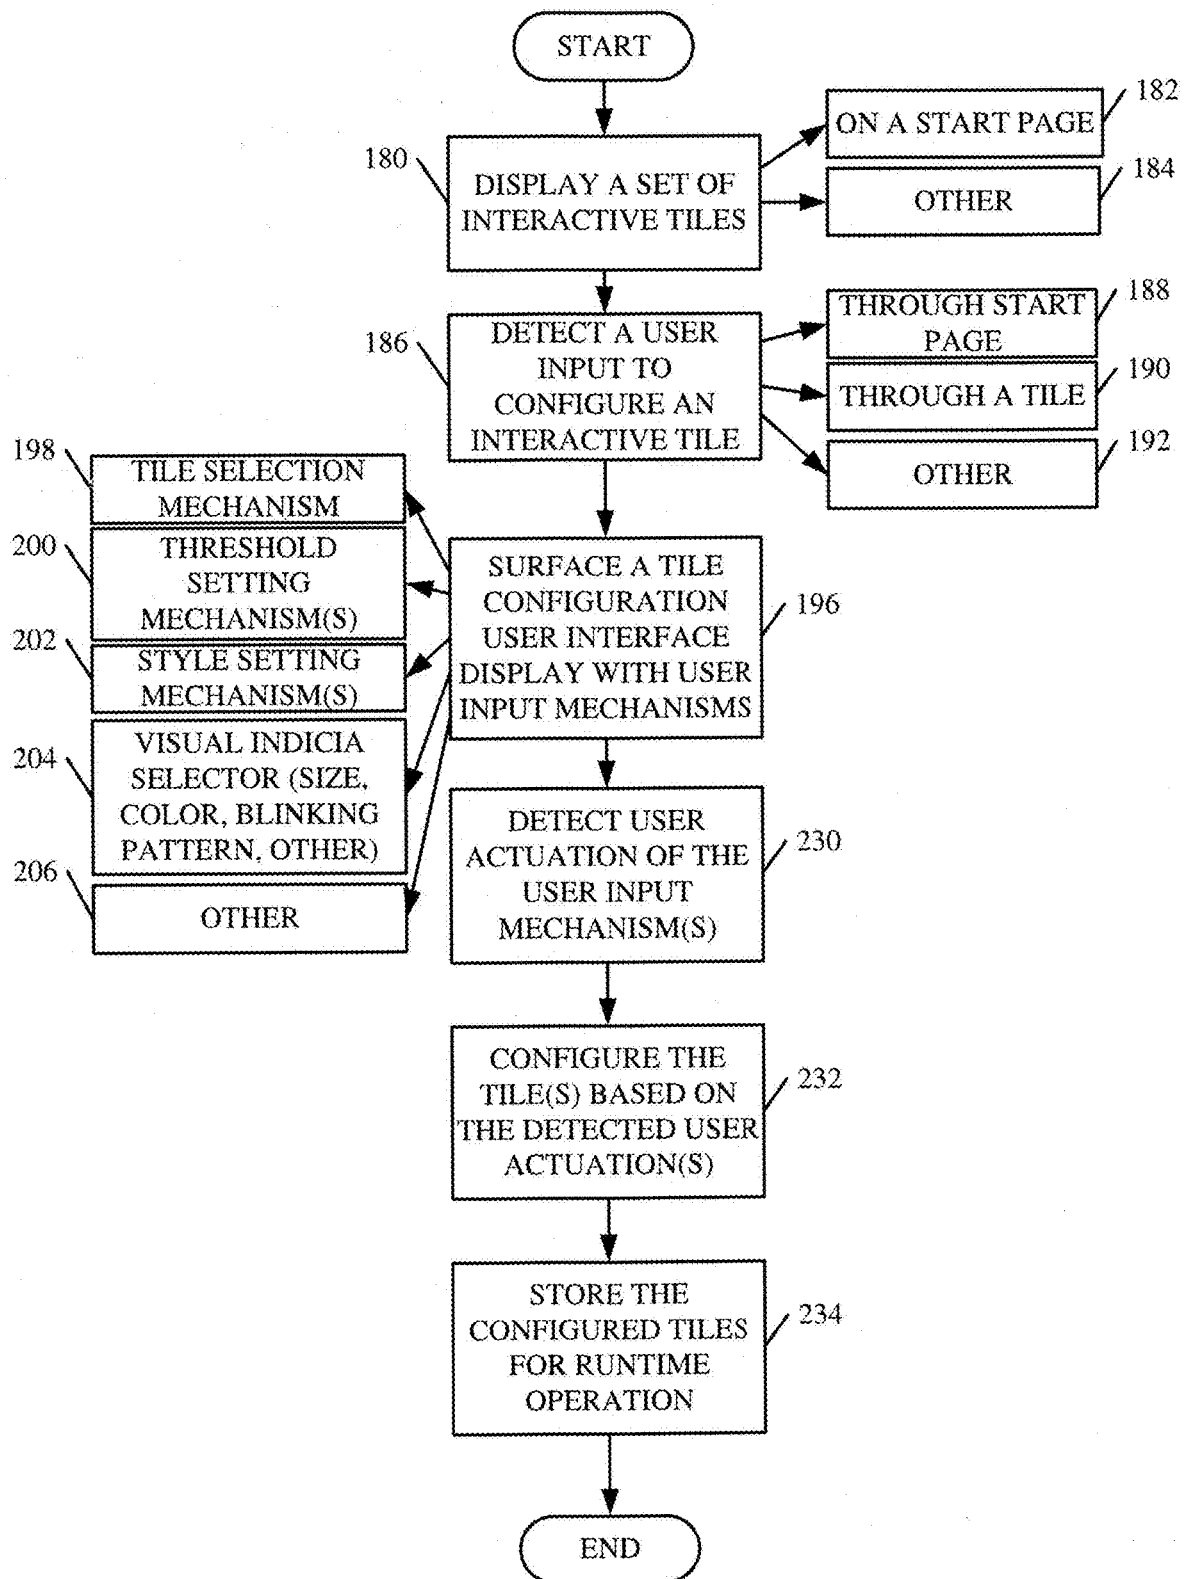 START
182
ON A START PAGE
180
DISPLAY A SET OF
INTERACTIVE TILES
184
OTHER
188
THROUGH START
PAGE
186
DETECT A USER
INPUT TO
CONFIGURE AN
INTERACTIVE TILE
190
THROUGH A TILE
192
OTHER
198
TILE SELECTION
MECHANISM
200
THRESHOLD
SETTING
MECHANISM(S)
202
STYLE SETTING
MECHANISM(S)
204
VISUAL INDICIA
SELECTOR (SIZE,
COLOR, BLINKING
PATTERN, OTHER)
206
OTHER
SURFACE A TILE
CONFIGURATION
USER INTERFACE
DISPLAY WITH USER
INPUT MECHANISMS
196
DETECT USER
ACTUATION OF THE
USER INPUT
MECHANISM(S)
230
CONFIGURE THE
TILE(S) BASED ON
THE DETECTED USER
ACTUATION(S)
232
STORE THE
CONFIGURED TILES
FOR RUNTIME
OPERATION
234
END